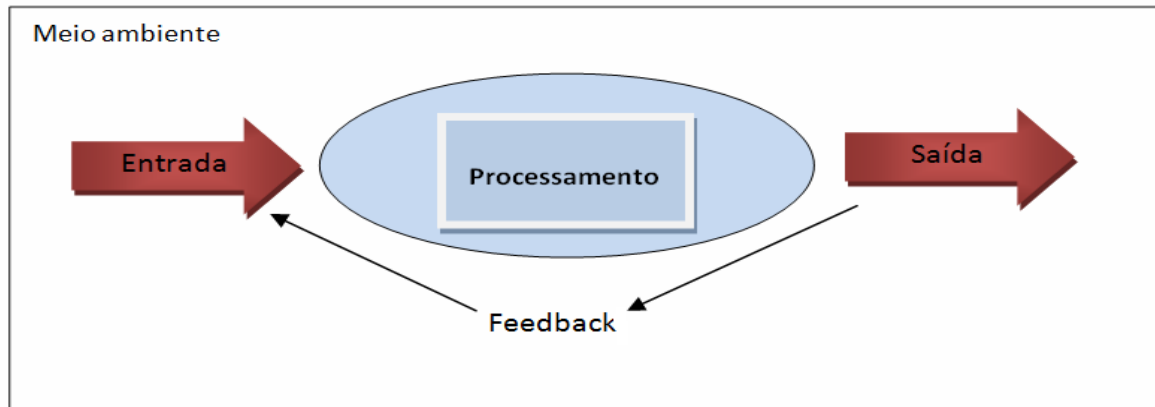 Meio ambiente
Entrada
Processamento
Saída
Feedback